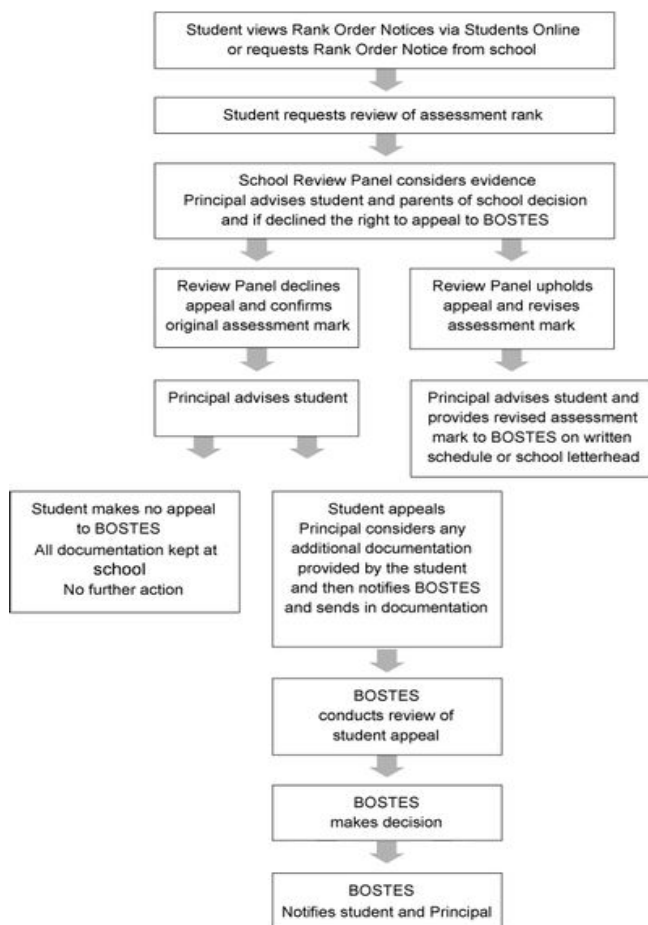 Student views Rank Order Notices via Students Online
or requests Rank Order Notice from school
Student requests review of assessment rank
School Review Panel considers evidence
Principal advises student and parents of school decision
and if declined the right to appeal to BOSTES
Review Panel declines
appeal and confirms
original assessment mark
Review Panel upholds
appeal and revises
assessment mark
Principal advises student
Principal advises student and
provides revised assessment
mark to BOSTES on written
schedule or school letterhead
Student makes no appeal
to BOSTES
All documentation kept at
school
No further action
Student appeals
Principal considers any
additional documentation
provided by the student
and then notifies BOSTES
and sends in documentation
BOSTES
conducts review of
student appeal
BOSTES
makes decision
BOSTES
Notifies student and Principal